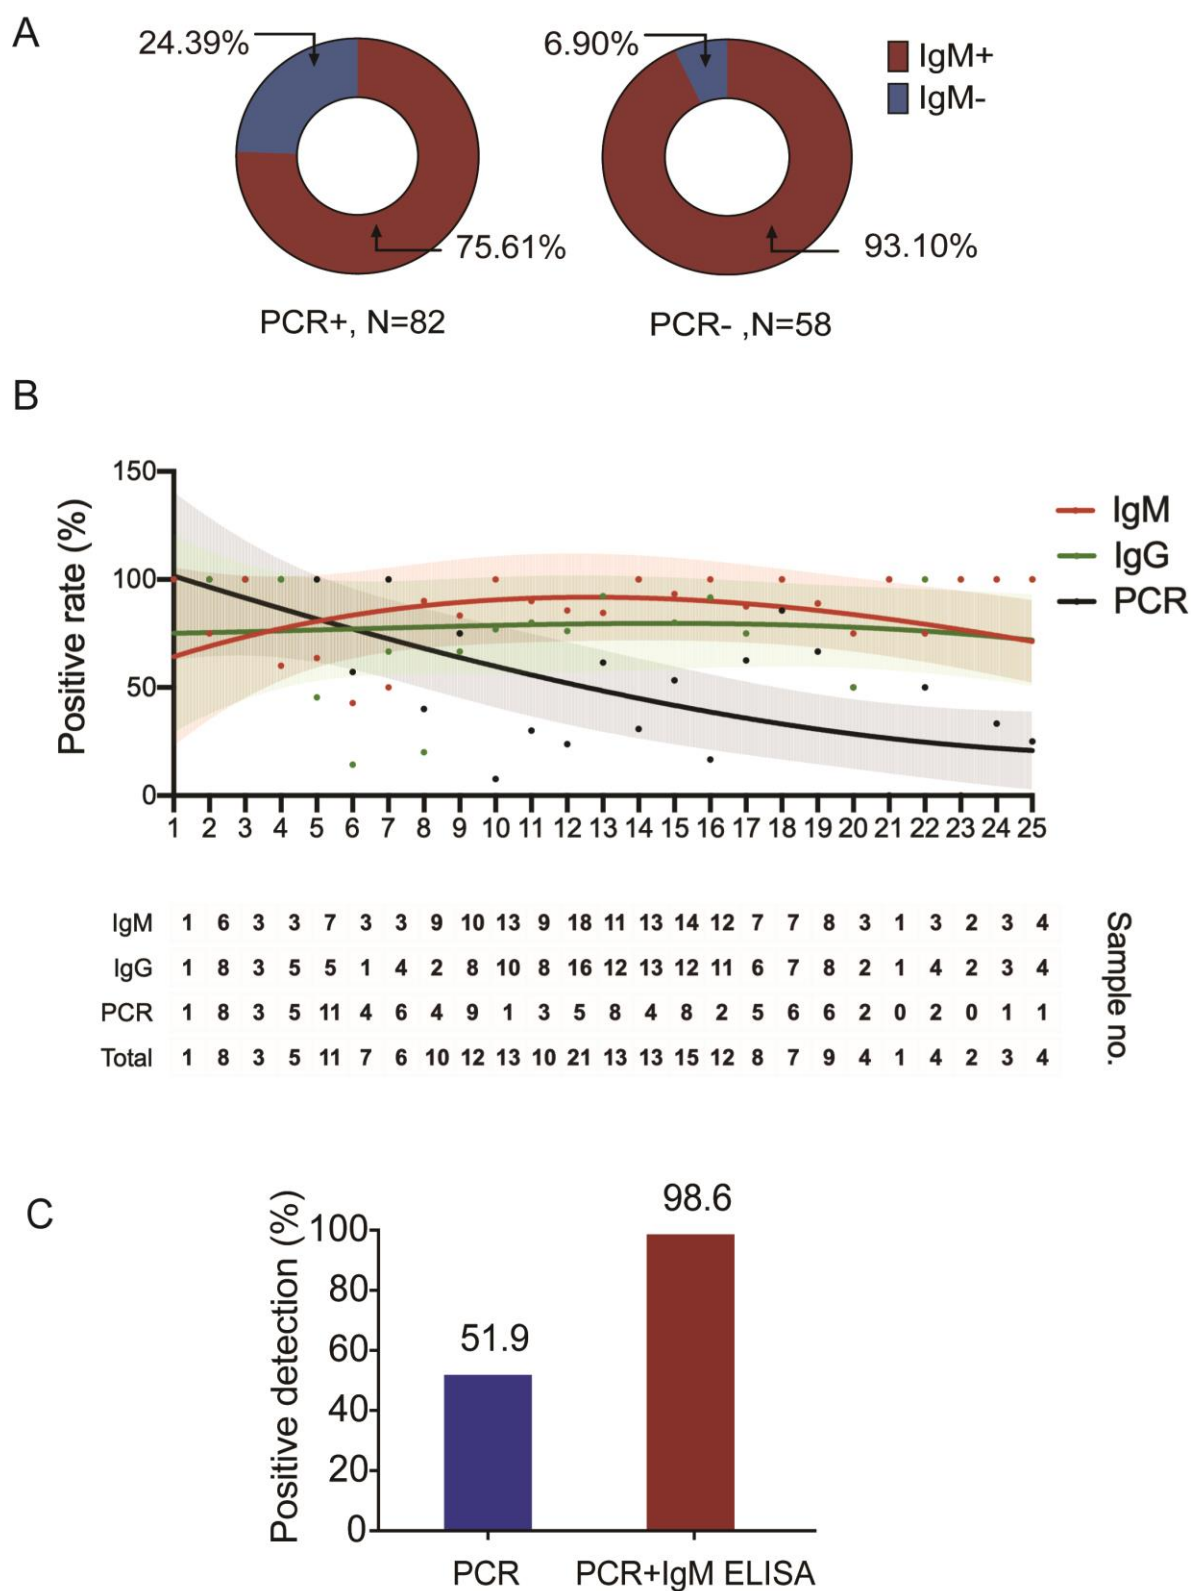 A
24.39%
6.90%
IgM+
IgM-
75.61%
93.10%
PCR+, N=82
PCR- ,N=58
B
Positive rate (%)
150
100
50
0
1 2 3 4 5 6 7 8 9 10 11 12 13 14 15 16 17 18 19 20 21 22 23 24 25
IgM
IgG
PCR
IgM 1 6 3 3 7 3 3 9 10 13 9 18 11 13 14 12 7 7 8 3 1 3 2 3 4
IgG 1 8 3 5 5 1 4 2 8 10 8 16 12 13 12 11 6 7 8 2 1 4 2 3 4
PCR 1 8 3 5 11 4 6 4 9 1 3 5 8 4 8 2 5 6 6 2 0 2 0 1 1
Total 1 8 3 5 11 7 6 10 12 13 10 21 13 13 15 12 8 7 9 4 1 4 2 3 4
Sample no.
C
Positive detection (%)
100
80
60
40
20
0
51.9
98.6
PCR
PCR+IgM ELISA